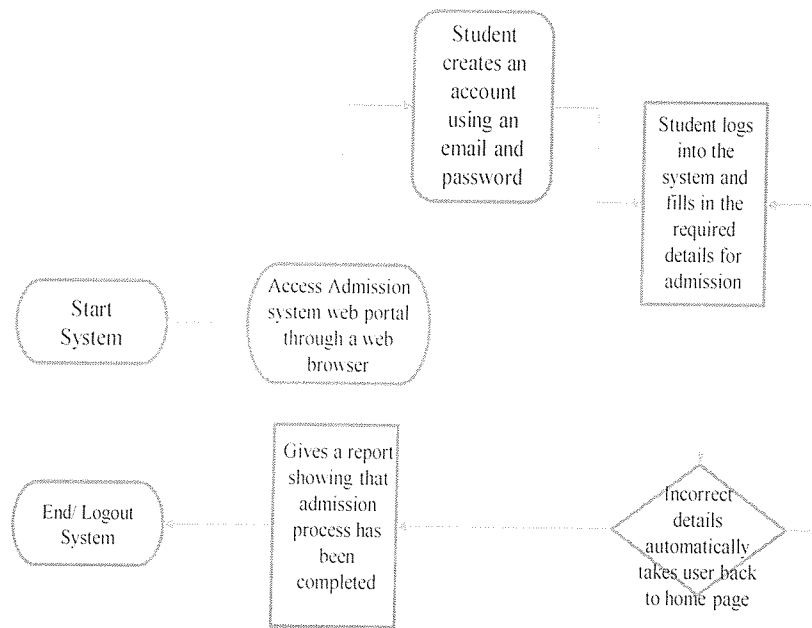 Student
creates an
account
using an
email and
password
Student logs
into the
system and
fills in the
required
details for
admission
Start
System
Access Admission
system web portal
through a web
browser
Gives a report
showing that
admission
process has
been
completed
End/ Logout
System
Incorrect
details
automatically
takes user back
to home page